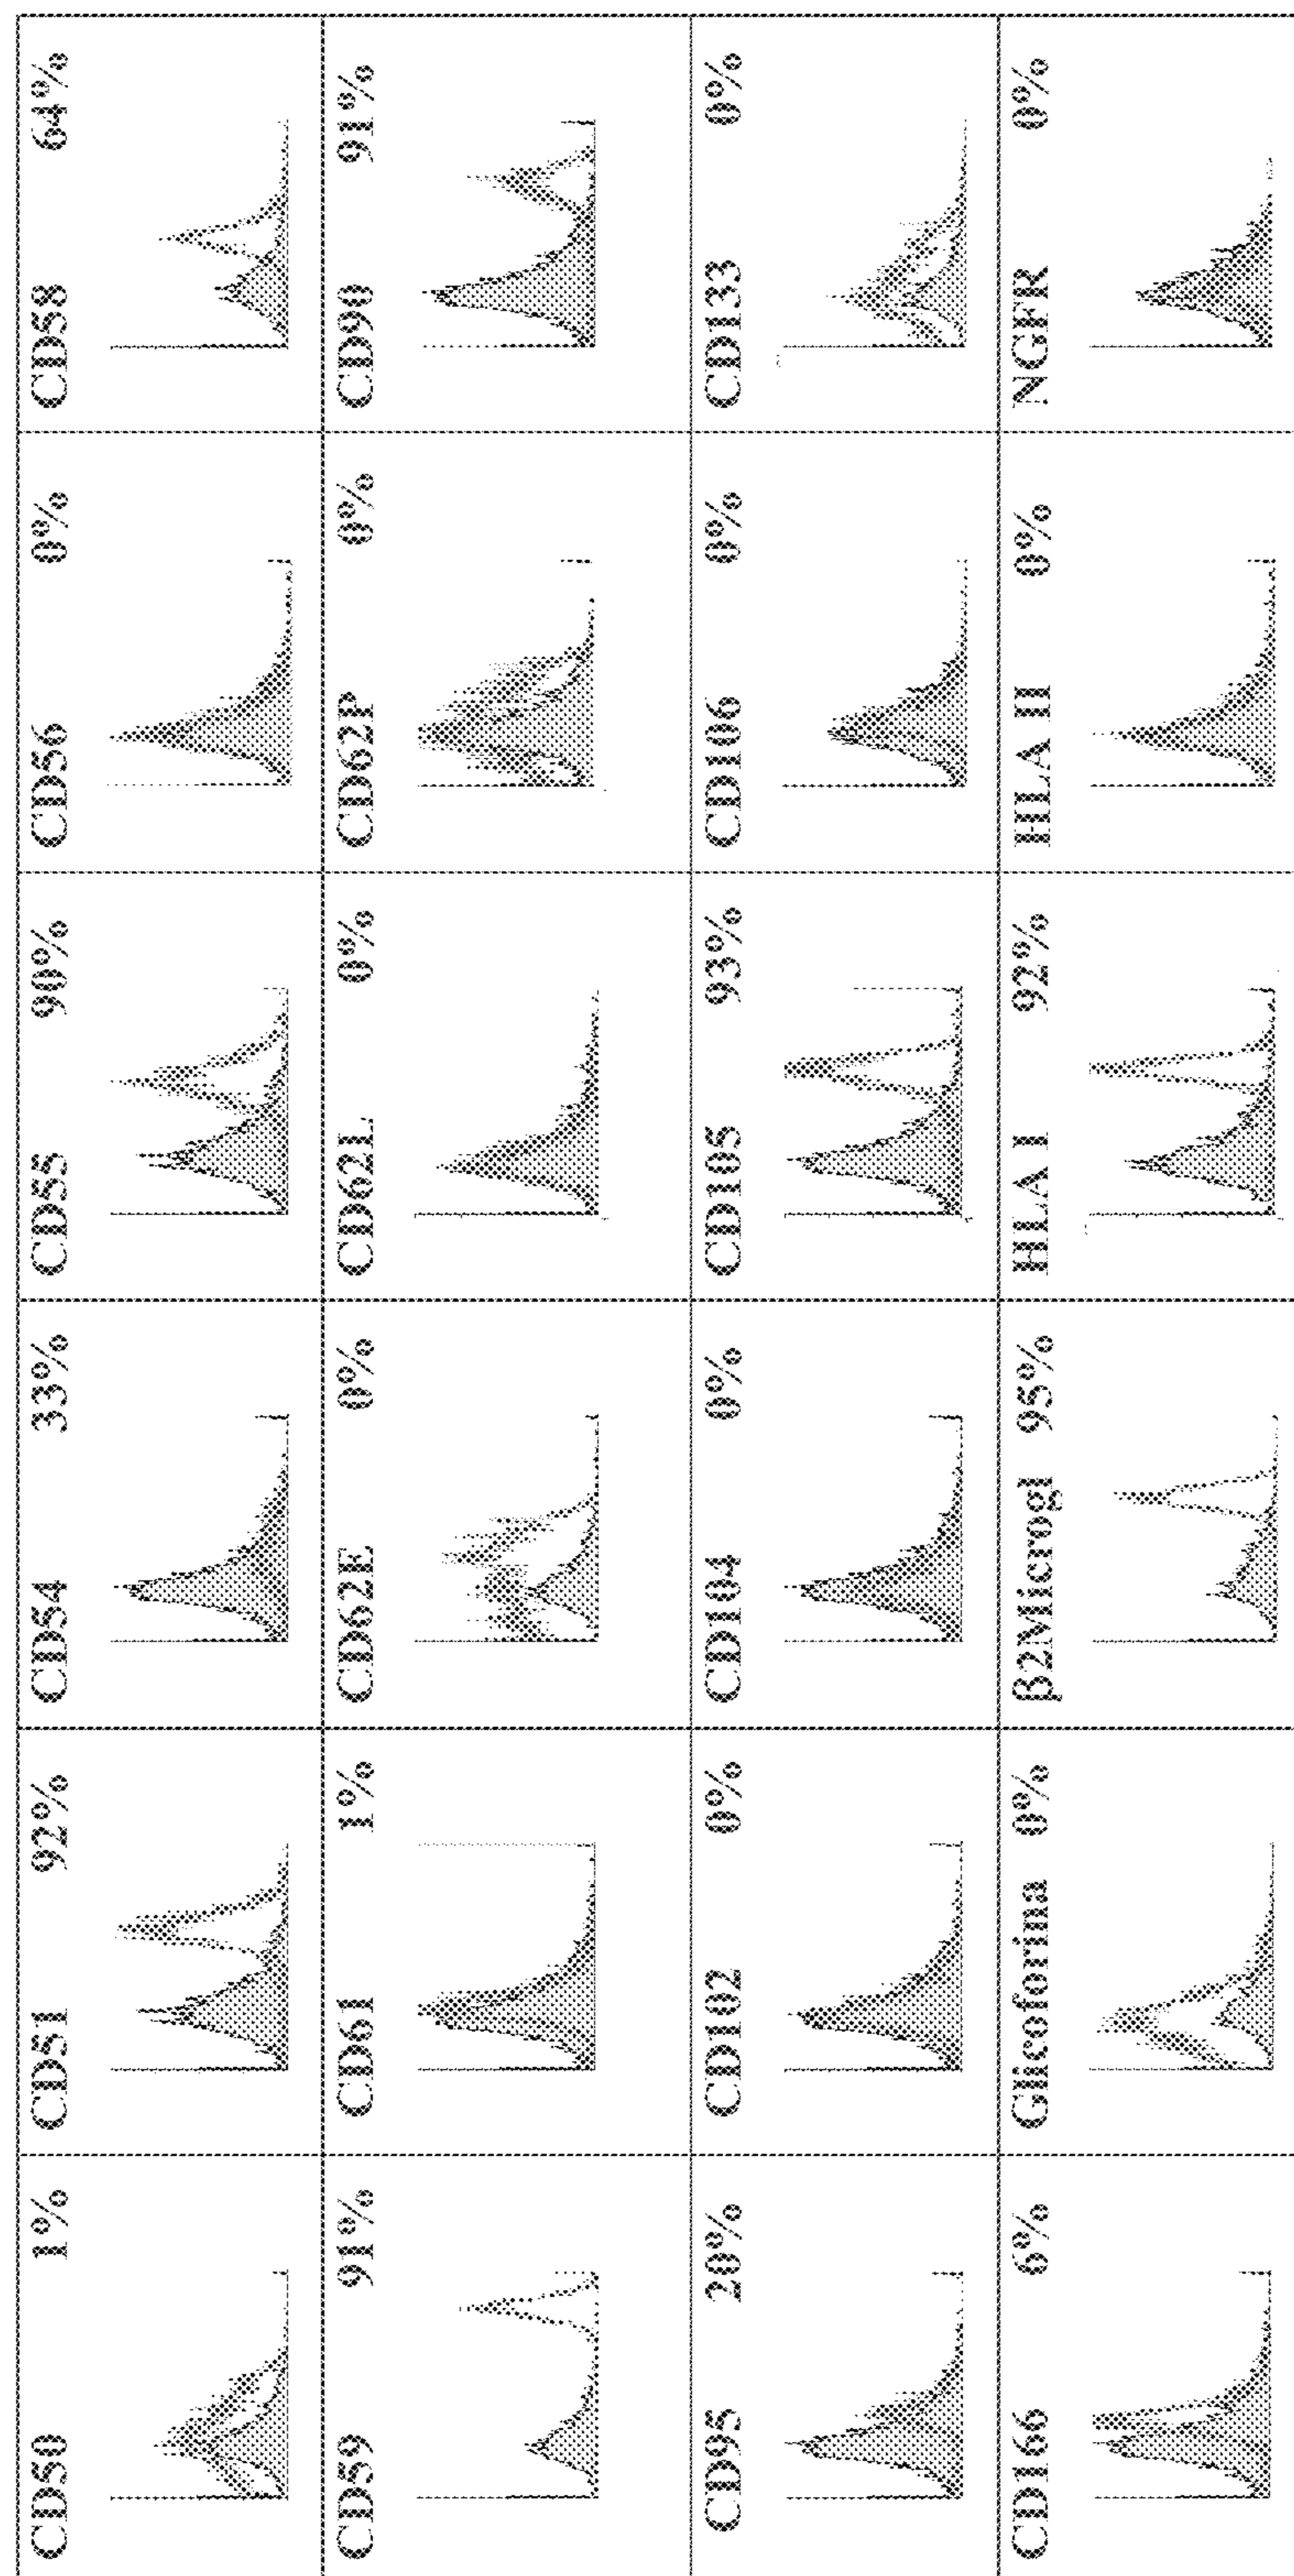 CD50 1% CD51 92% CD54 33% CD55 90% CD56 0% CD58 64%
CD59 91% CD61 1% CD62E 0% CD62L 0% CD62P 0% CD90 91%
CD95 20% CD102 0% CD104 0% CD105 93% CD106 0% CD133 0%
CD166 6% Glicoforina 0% β2Microgl 95% HLA I 92% HLA II 0% NGFR 0%